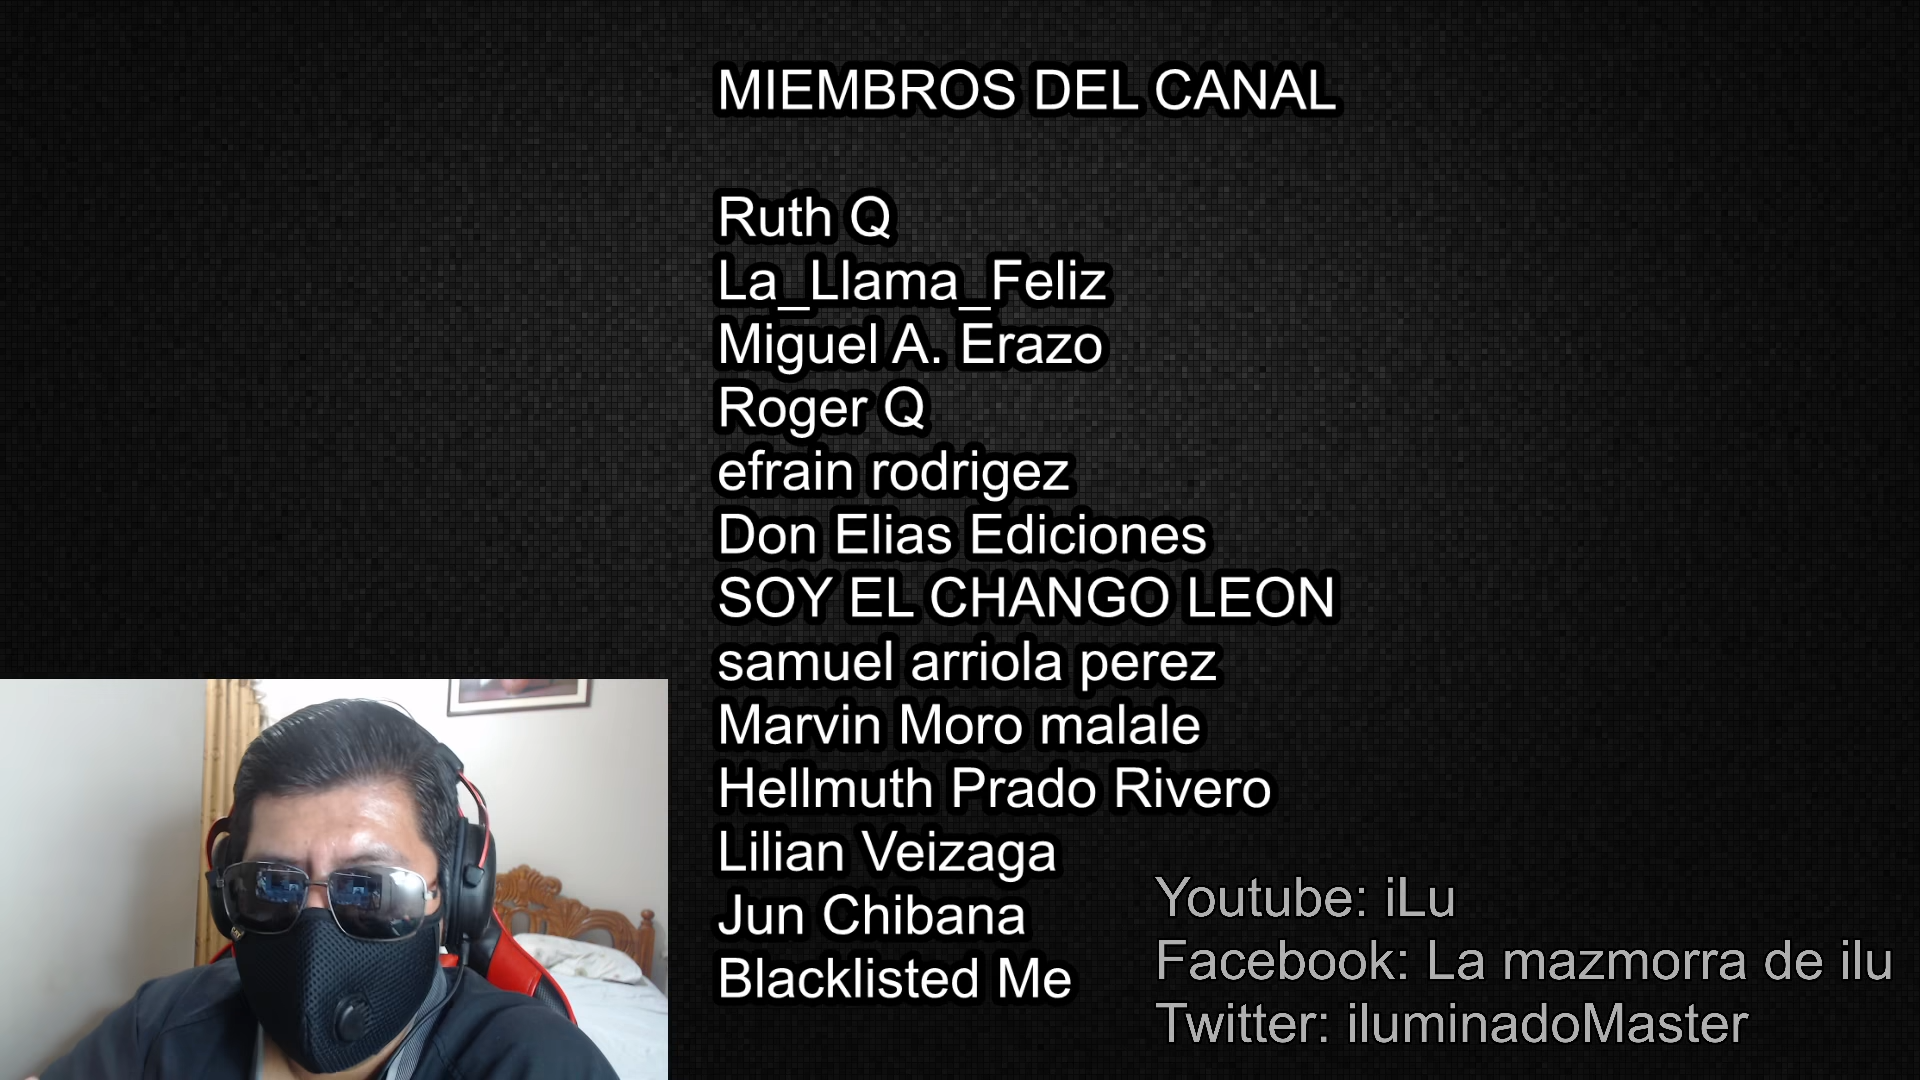 MIEMBROS DEL CANAL
Ruth Q
La_Llama_Feliz
Miguel A. Erazo
Roger Q
efrain rodrigez
Don Elias Ediciones
SOY EL CHANGO LEON
samuel arriola perez
Marvin Moro malale
Hellmuth Prado Rivero
Lilian Veizaga
Jun Chibana
Blacklisted Me
Youtube: iLu
Facebook: La mazmorra de ilu
Twitter: iluminadoMaster